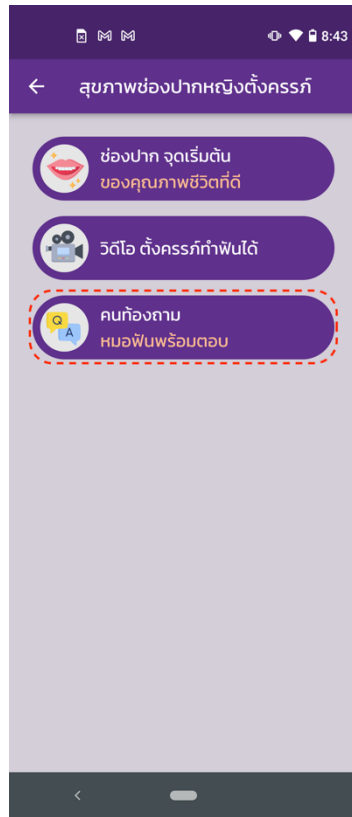 8:43
สุขภาพช่องปากหญิงตั้งครรภ์
ช่องปาก จุดเริ่มต้น
ของคุณภาพชีวิตที่ดี
วิดีโอ ตั้งครรภ์ทำฟันได้
Q
A
คนท้องถาม
หมอฟันพร้อมตอบ